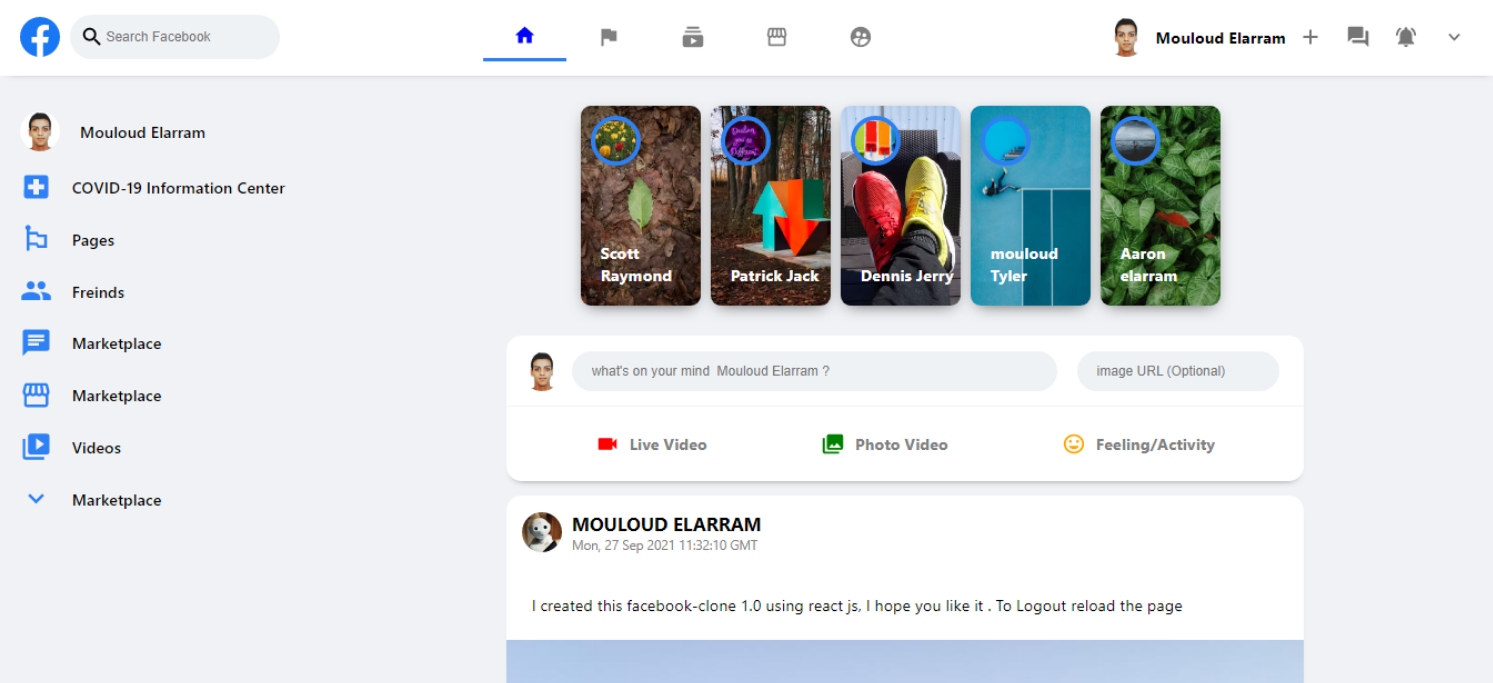 Search Facebook
Mouloud Elarram
Mouloud Elarram
COVID-19 Information Center
Pages
Freinds
Marketplace
Marketplace
Videos
Marketplace
Scott
Raymond
Patrick Jack
Dennis Jerry
mouloud
Tyler
Aaron
elarram
what's on your mind Mouloud Elarram ?
image URL (Optional)
Live Video
Photo Video
Feeling/Activity
MOULOUD ELARRAM
Mon, 27 Sep 2021 11:32:10 GMT
I created this facebook-clone 1.0 using react js, I hope you like it . To Logout reload the page